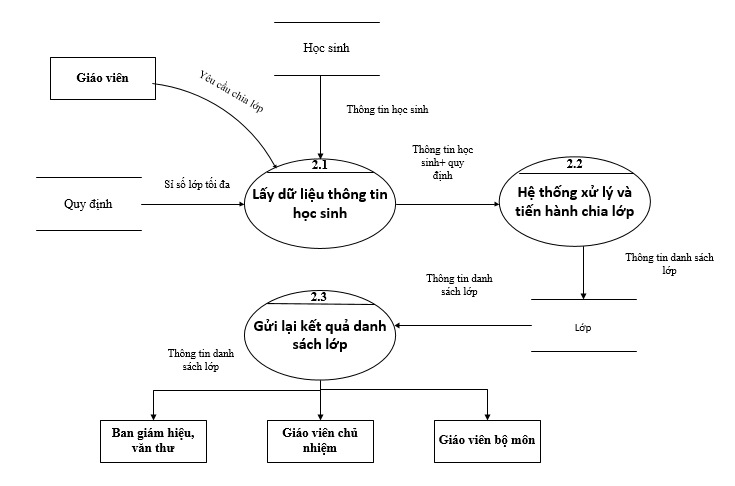 Học sinh
Giáo viên
Yêu cầu chia lớp
Thông tin học sinh
2.1
Lấy dữ liệu thông tin
học sinh
Thông tin học
sinh+ quy
định
2.2
Hệ thống xử lý và
tiến hành chia lớp
Quy định
Sĩ số lớp tối đa
Thông tin danh sách
lớp
Thông tin danh
sách lớp
2.3
Gửi lại kết quả danh
sách lớp
Lớp
Thông tin danh
sách lớp
Ban giám hiệu,
văn thư
Giáo viên chủ
nhiệm
Giáo viên bộ môn